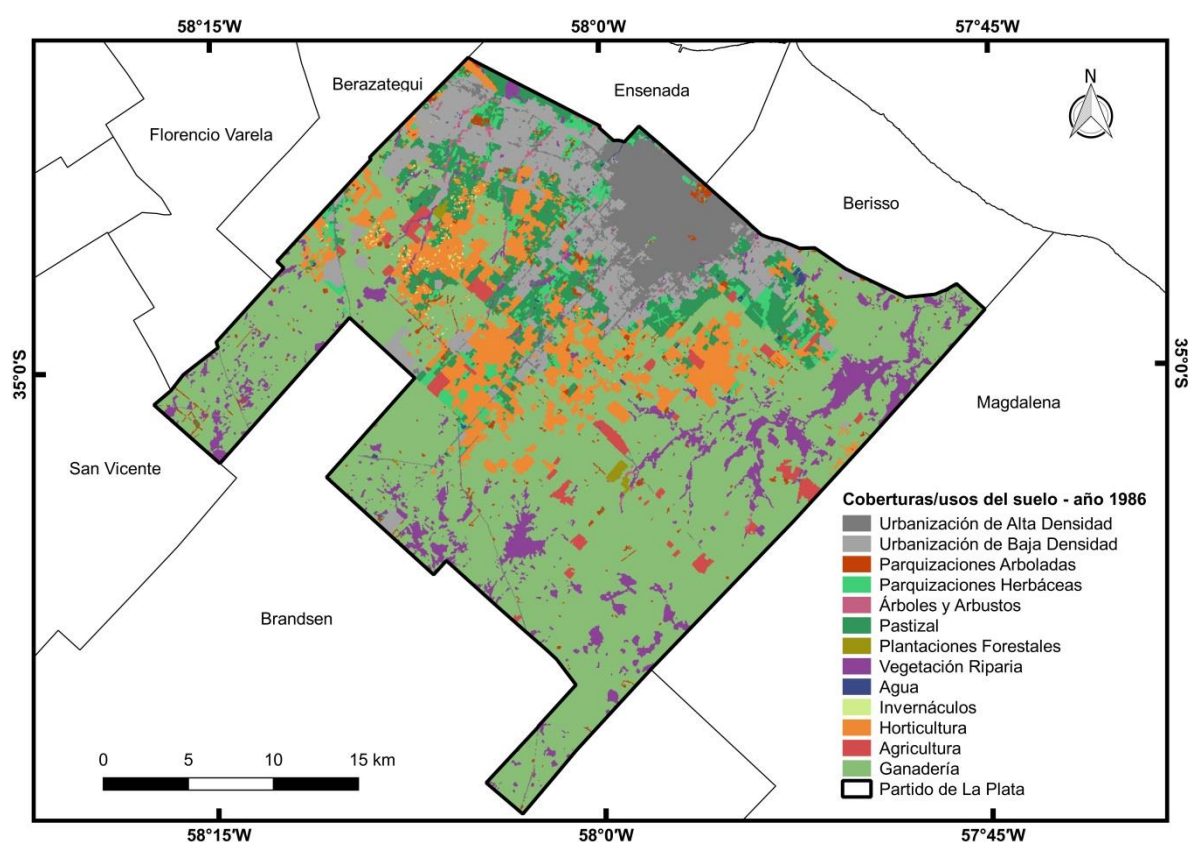 58°15'W 58°0'W 57°45'W
N
Berazategui
Ensenada
Florencio Varela
Berisso
35°0'S
35°0'S
Magdalena
San Vicente
Brandsen
Coberturas/usos del suelo - año 1986
Urbanización de Alta Densidad
Urbanización de Baja Densidad
Parquizaciones Arboladas
Parquizaciones Herbáceas
Árboles y Arbustos
Pastizal
Plantaciones Forestales
Vegetación Riparia
Agua
Invernáculos
Horticultura
Agricultura
Ganadería
Partido de La Plata
0 5 10 15 km
58°15'W 58°0'W 57°45'W